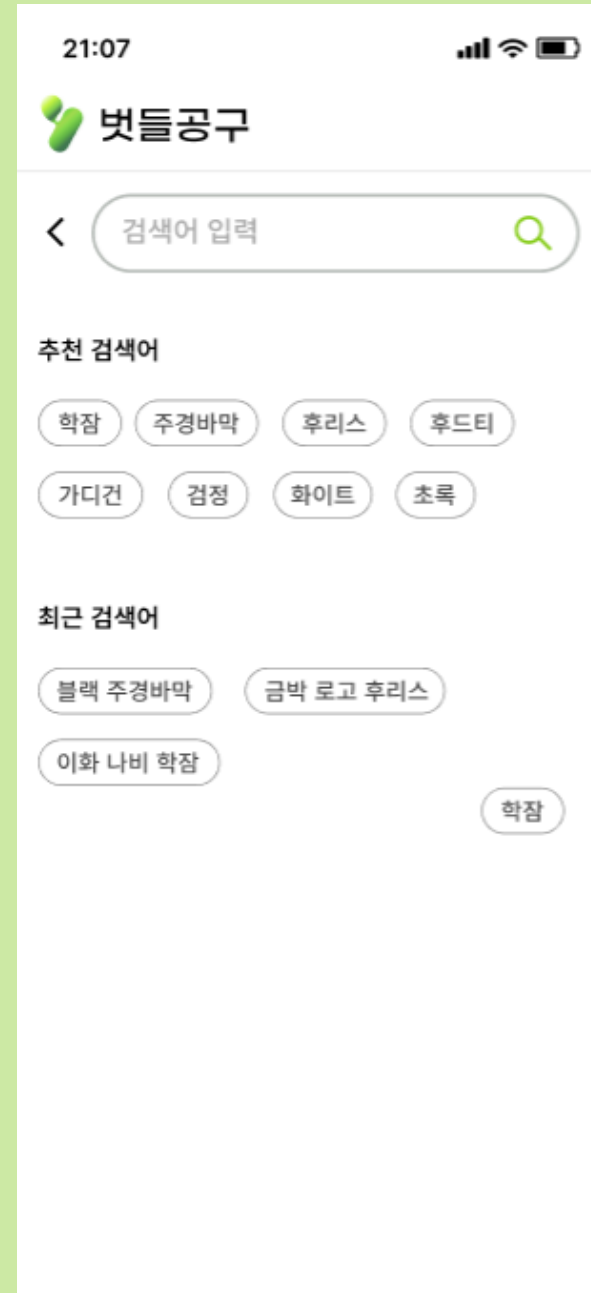 21:07
벗들공구
검색어 입력
추천 검색어
학잠 주경바막 후리스 후드티
가디건 검정 화이트 초록
최근 검색어
블랙 주경바막 금박 로고 후리스
이화 나비 학잠
학잠